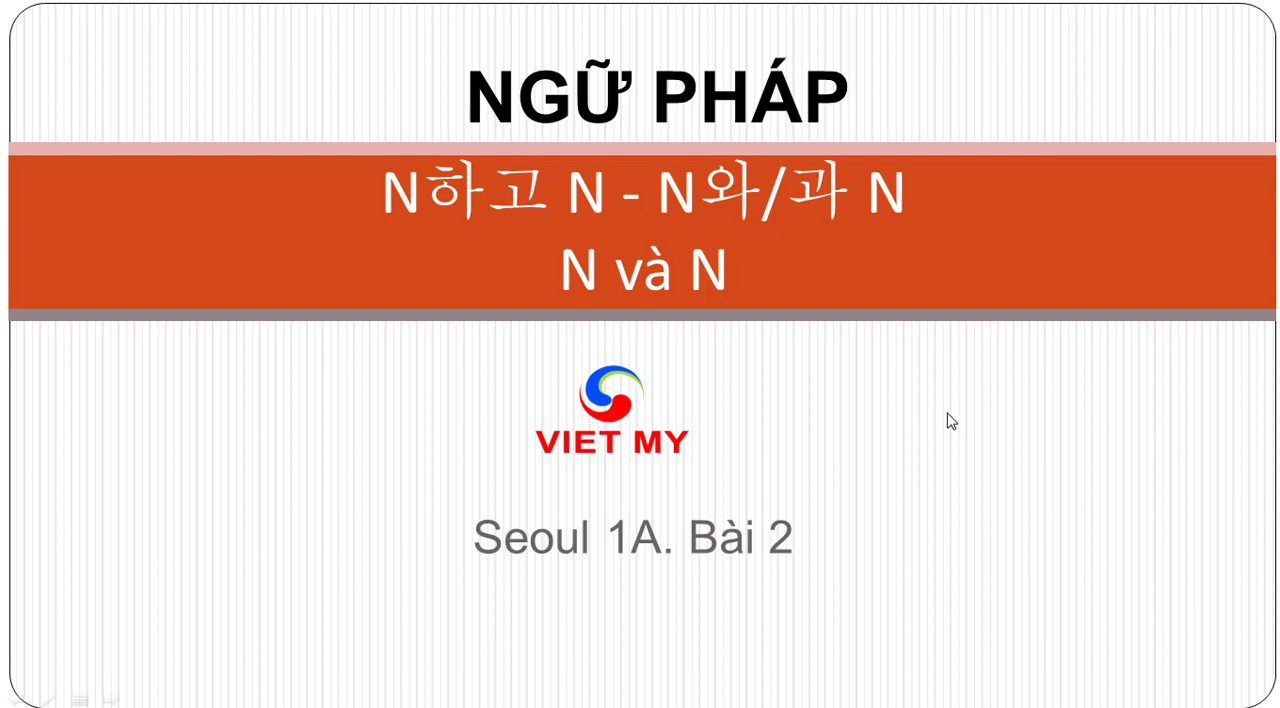 NGỮ PHÁP
N하고 N - N와/과 N
N và N
VIET MY
Seoul 1A. Bài 2